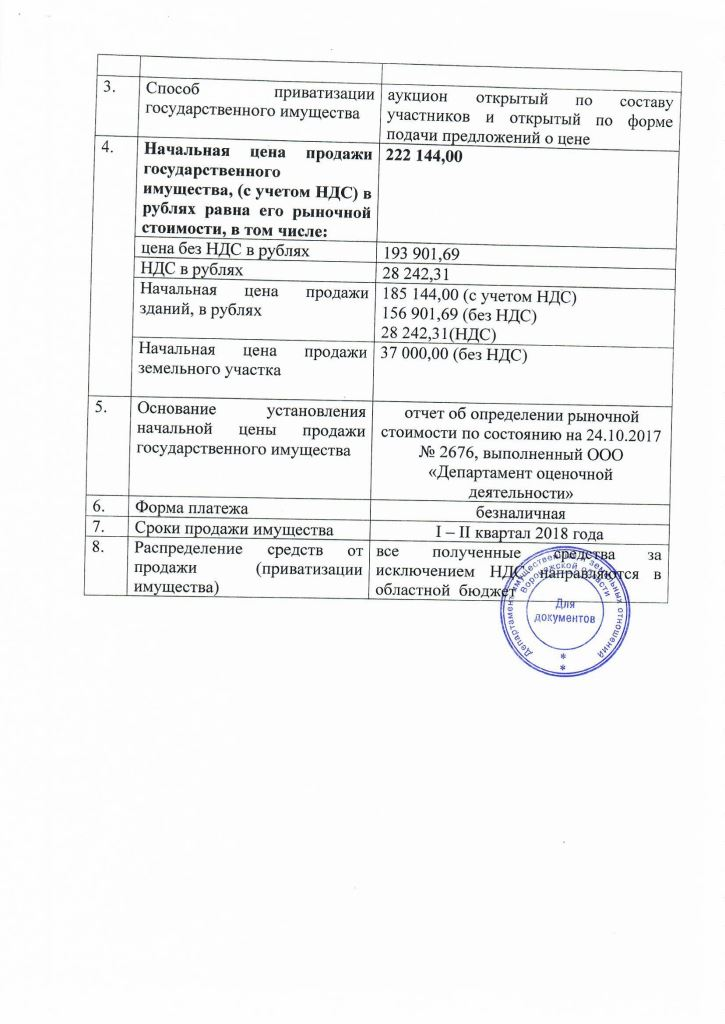 3.
Способ приватизации
государственного имущества
аукцион открытый по составу
участников и открытый по форме
подачи предложений о цене
4.
Начальная цена продажи
государственного
имущества, (с учетом НДС) в
рублях равна его рыночной
стоимости, в том числе:
222 144,00
цена без НДС в рублях
193 901,69
НДС в рублях
28 242,31
Начальная цена продажи
зданий, в рублях
185 144,00 (с учетом НДС)
156 901,69 (без НДС)
28 242,31(НДС)
Начальная цена продажи
земельного участка
37 000,00 (без НДС)
5.
Основание установления
начальной цены продажи
государственного имущества
отчет об определении рыночной
стоимости по состоянию на 24.10.2017
№ 2676, выполненный ООО
«Департамент оценочной
деятельности»
6.
Форма платежа
безналичная
7.
Сроки продажи имущества
I – II квартал 2018 года
8.
Распределение средств от
продажи (приватизации
имущества)
все полученные средства за
исключением НДС направляются в
областной бюджет
Департамент имущественных и земельных отношений
Воронежской области
Для
документов
*
*